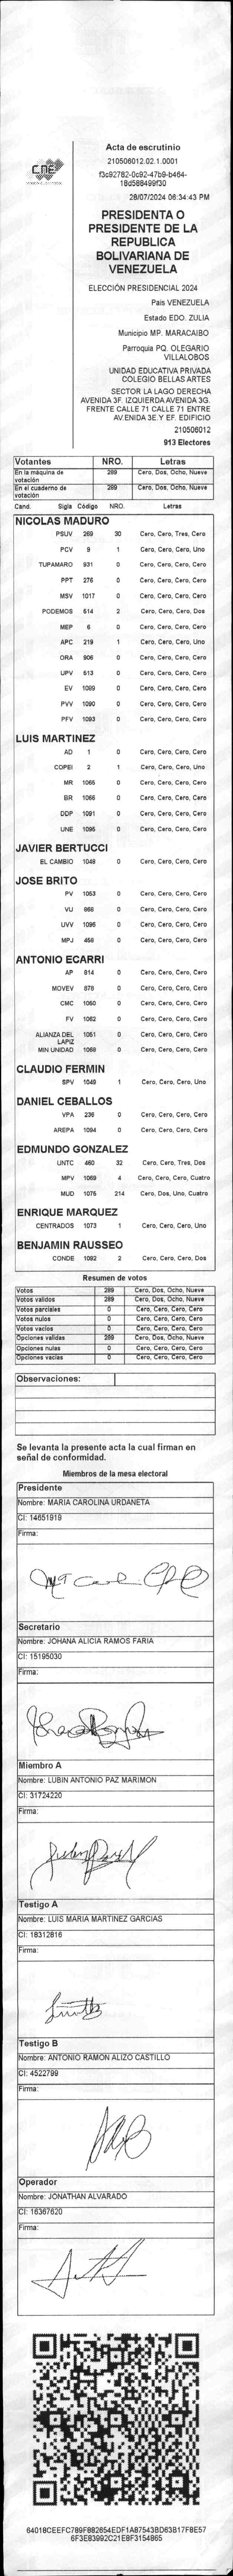 CNE
Acta de escrutinio
210506012.02.1.0001
f3c92782-0c92-47b9-b464-
18d588499f30
28/07/2024 06:34:43 PM
PRESIDENTA O
PRESIDENTE DE LA
REPUBLICA
BOLIVARIANA DE
VENEZUELA
ELECCIÓN PRESIDENCIAL 2024
Pais VENEZUELA
Estado EDO. ZULIA
Municipio MP. MARACAIBO
Parroquia PQ. OLEGARIO
VILLALOBOS
UNIDAD EDUCATIVA PRIVADA
COLEGIO BELLAS ARTES
SECTOR LA LAGO DERECHA
AVENIDA 3F. IZQUIERDA AVENIDA 3G.
FRENTE CALLE 71 CALLE 71 ENTRE
AV.ENIDA 3E.Y EF. EDIFICIO
210506012
913 Electores
Votantes NRO. Letras
En la máquina de votación 289 Cero, Dos, Ocho, Nueve
En el cuaderno de votación 289 Cero, Dos, Ocho, Nueve
Cand. Sigla Código NRO. Letras
NICOLAS MADURO
PSUV 269 30 Cero, Cero, Tres, Cero
PCV 9 1 Cero, Cero, Cero, Uno
TUPAMARO 931 0 Cero, Cero, Cero, Cero
PPT 276 0 Cero, Cero, Cero, Cero
MSV 1017 0 Cero, Cero, Cero, Cero
PODEMOS 514 2 Cero, Cero, Cero, Dos
MEP 6 0 Cero, Cero, Cero, Cero
APC 219 1 Cero, Cero, Cero, Uno
ORA 906 0 Cero, Cero, Cero, Cero
UPV 513 0 Cero, Cero, Cero, Cero
EV 1089 0 Cero, Cero, Cero, Cero
PVV 1090 0 Cero, Cero, Cero, Cero
PFV 1093 0 Cero, Cero, Cero, Cero
LUIS MARTINEZ
AD 1 0 Cero, Cero, Cero, Cero
COPEI 2 1 Cero, Cero, Cero, Uno
MR 1065 0 Cero, Cero, Cero, Cero
BR 1066 0 Cero, Cero, Cero, Cero
DDP 1091 0 Cero, Cero, Cero, Cero
UNE 1095 0 Cero, Cero, Cero, Cero
JAVIER BERTUCCI
EL CAMBIO 1048 0 Cero, Cero, Cero, Cero
JOSE BRITO
PV 1053 0 Cero, Cero, Cero, Cero
VU 868 0 Cero, Cero, Cero, Cero
UVV 1096 0 Cero, Cero, Cero, Cero
MPJ 458 0 Cero, Cero, Cero, Cero
ANTONIO ECARRI
AP 814 0 Cero, Cero, Cero, Cero
MOVEV 878 0 Cero, Cero, Cero, Cero
CMC 1050 0 Cero, Cero, Cero, Cero
FV 1062 0 Cero, Cero, Cero, Cero
ALIANZA DEL LAPIZ 1051 0 Cero, Cero, Cero, Cero
MIN UNIDAD 1068 0 Cero, Cero, Cero, Cero
CLAUDIO FERMIN
SPV 1049 1 Cero, Cero, Cero, Uno
DANIEL CEBALLOS
VPA 236 0 Cero, Cero, Cero, Cero
AREPA 1094 0 Cero, Cero, Cero, Cero
EDMUNDO GONZALEZ
UNTC 460 32 Cero, Cero, Tres, Dos
MPV 1069 4 Cero, Cero, Cero, Cuatro
MUD 1075 214 Cero, Dos, Uno, Cuatro
ENRIQUE MARQUEZ
CENTRADOS 1073 1 Cero, Cero, Cero, Uno
BENJAMIN RAUSSEO
CONDE 1092 2 Cero, Cero, Cero, Dos
Resumen de votos
Votos 289 Cero, Dos, Ocho, Nueve
Votos validos 289 Cero, Dos, Ocho, Nueve
Votos parciales 0 Cero, Cero, Cero, Cero
Votos nulos 0 Cero, Cero, Cero, Cero
Votos vacios 0 Cero, Cero, Cero, Cero
Opciones validas 289 Cero, Dos, Ocho, Nueve
Opciones nulas 0 Cero, Cero, Cero, Cero
Opciones vacias 0 Cero, Cero, Cero, Cero
Observaciones:
Se levanta la presente acta la cual firman en
señal de conformidad.
Miembros de la mesa electoral
Presidente
Nombre: MARIA CAROLINA URDANETA
CI: 14651919
Firma:
Secretario
Nombre: JOHANA ALICIA RAMOS FARIA
CI: 15195030
Firma:
Miembro A
Nombre: LUBIN ANTONIO PAZ MARIMON
CI: 31724220
Firma:
Testigo A
Nombre: LUIS MARIA MARTINEZ GARCIAS
CI: 18312816
Firma:
Testigo B
Nombre: ANTONIO RAMON ALIZO CASTILLO
CI: 4522799
Firma:
Operador
Nombre: JONATHAN ALVARADO
CI: 16367620
Firma:
64018CEEFC789F882654EDF1A87543BD63B17F8E57
6F3E83992C21E8F3154865